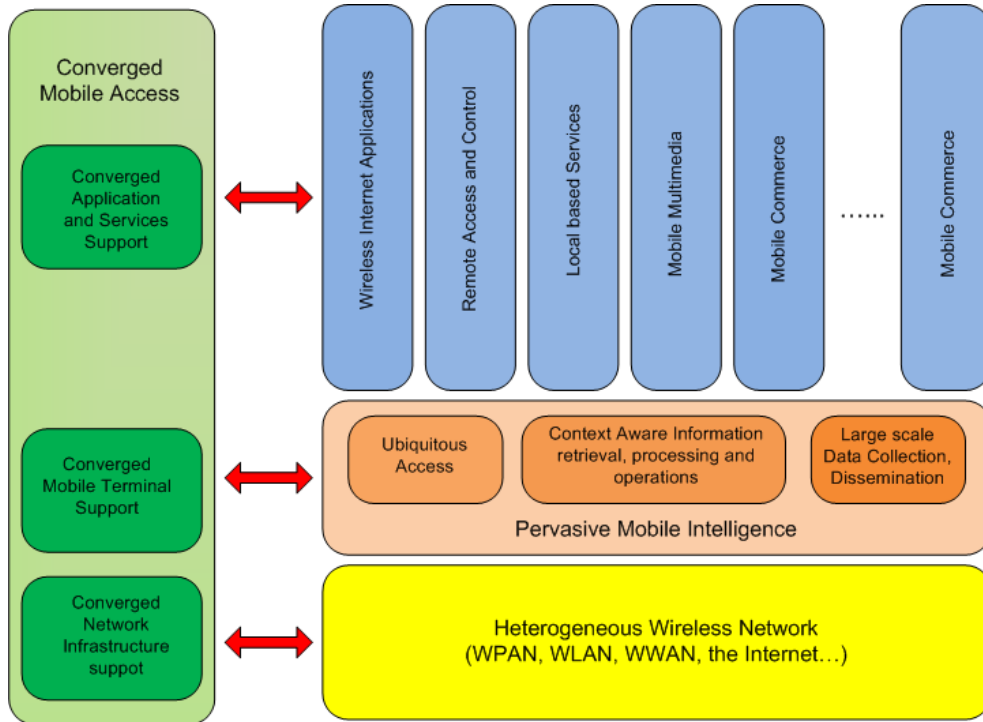 Converged
Mobile Access
Converged
Application
and Services
Support
Converged
Mobile Terminal
Support
Converged
Network
Infrastructure
suppot
Wireless Internet Applications
Remote Access and Control
Local based Services
Mobile Multimedia
Mobile Commerce
.......
Mobile Commerce
Ubiquitous
Access
Context Aware Information
retrieval, processing and
operations
Large scale
Data Collection,
Dissemination
Pervasive Mobile Intelligence
Heterogeneous Wireless Network
(WPAN, WLAN, WWAN, the Internet…)